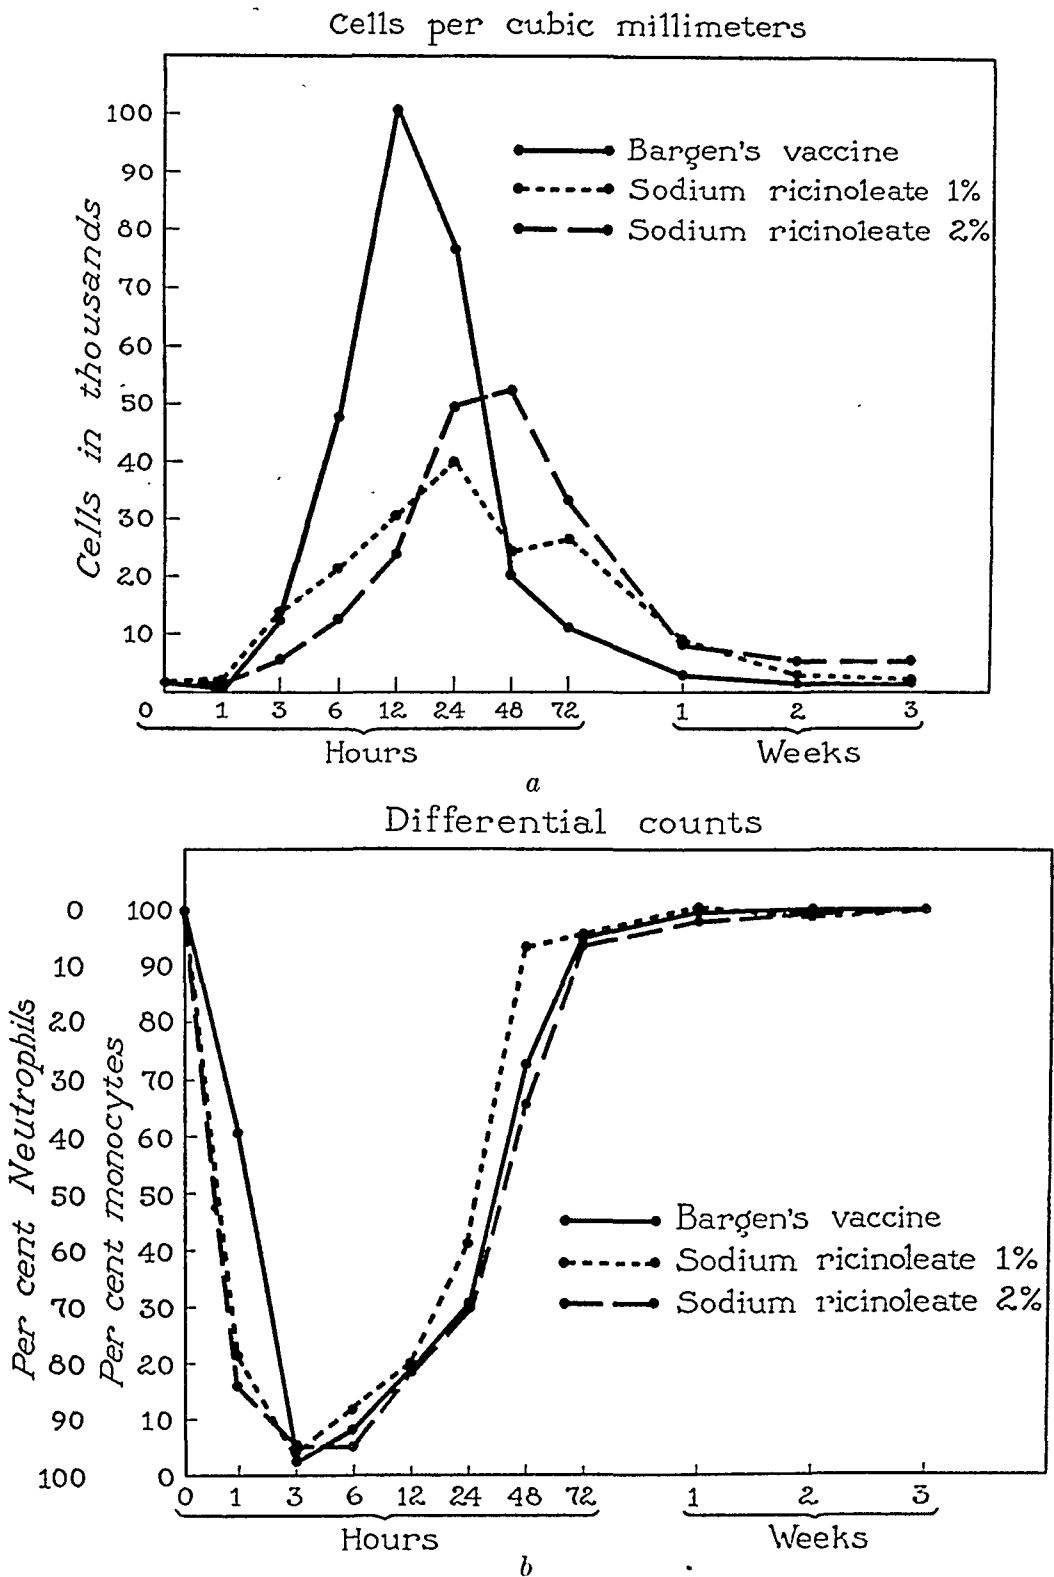 Cells per cubic millimeters
Cells in thousands
100
90
80
70
60
50
40
30
20
10
Bargen's vaccine
Sodium ricinoleate 1%
Sodium ricinoleate 2%
0 1 3 6 12 24 48 72 1 2 3
Hours Weeks
a
Differential counts
Per cent Neutrophils
Per cent monocytes
0 100
10 90
20 80
30 70
40 60
50 50
60 40
70 30
80 20
90 10
100 0
Bargen's vaccine
Sodium ricinoleate 1%
Sodium ricinoleate 2%
0 1 3 6 12 24 48 72 1 2 3
Hours Weeks
b